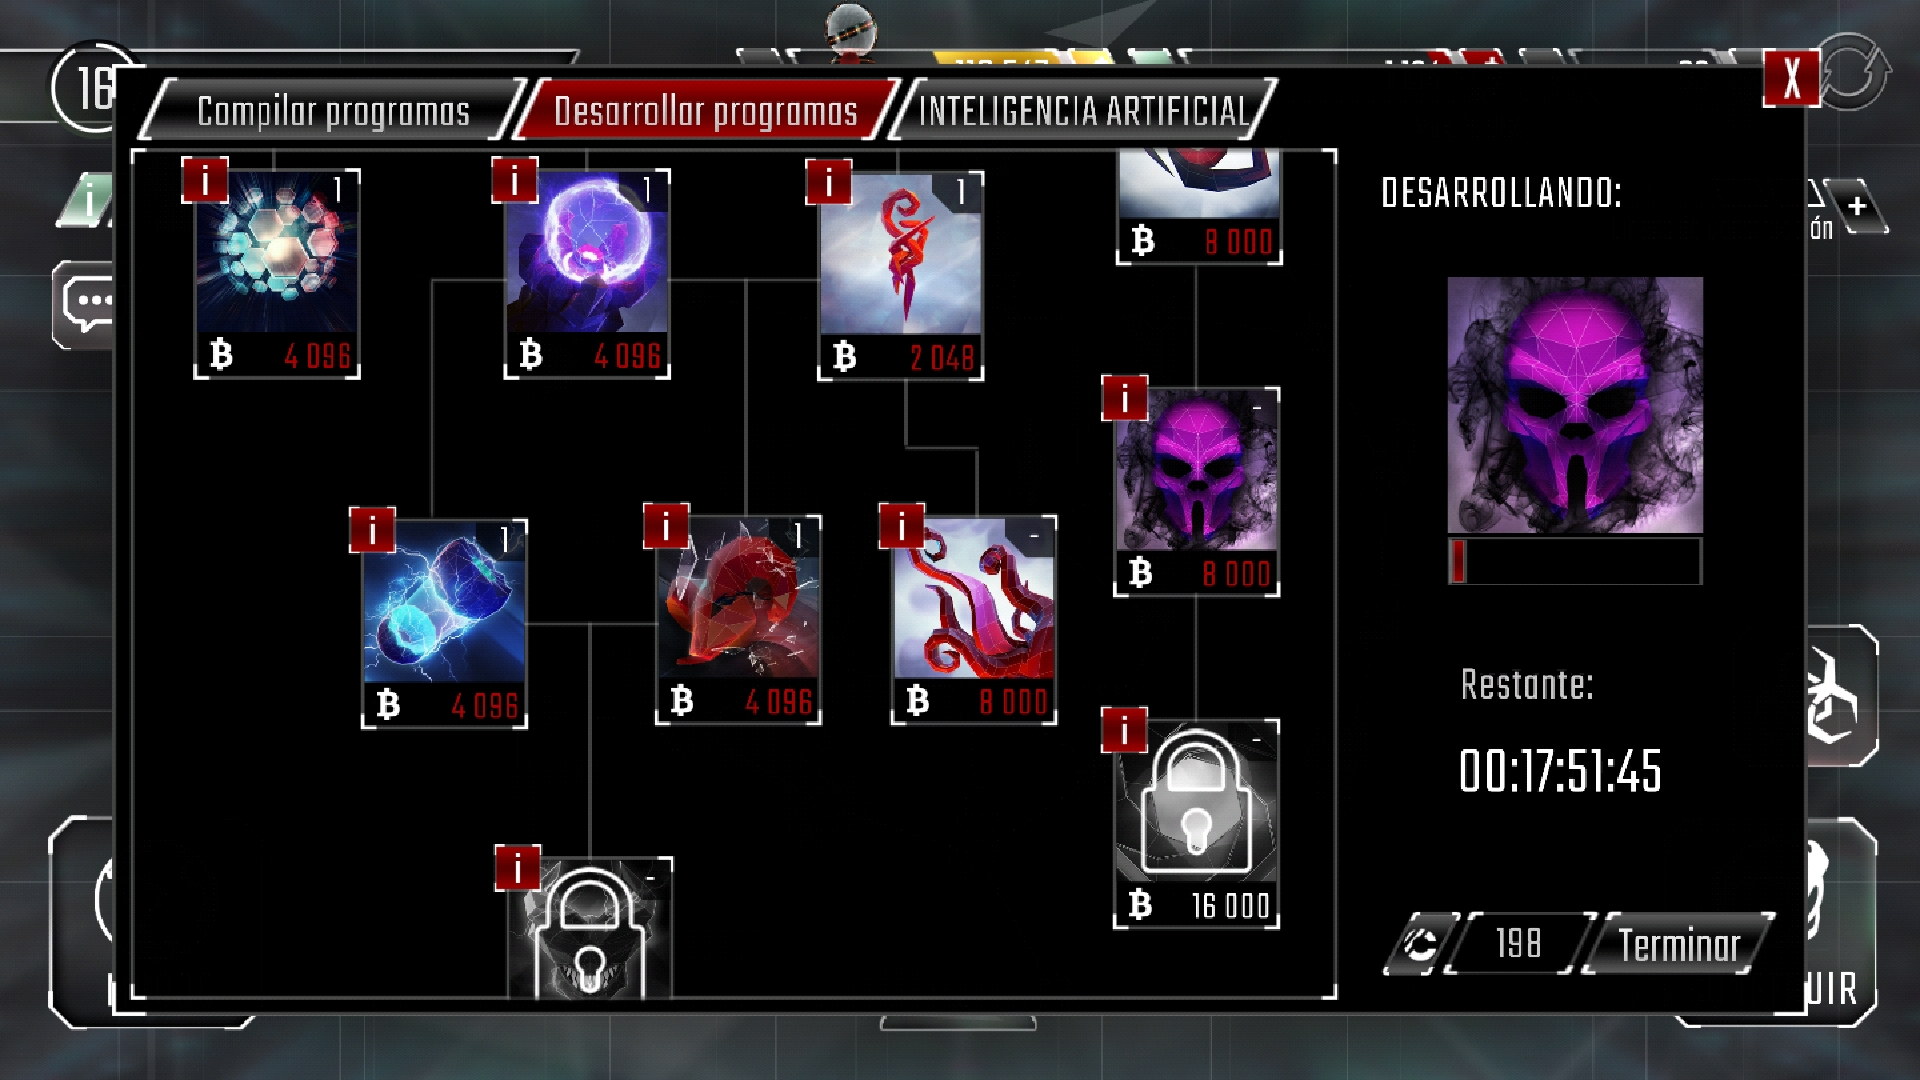 16
Compilar programas
Desarrollar programas
INTELIGENCIA ARTIFICIAL
X
i
1
4 096
i
1
4 096
i
1
2 048
8 000
DESARROLLANDO:
i
ón
+
i
-
8 000
i
1
4 096
i
1
4 096
i
-
8 000
Restante:
00:17:51:45
i
-
16 000
i
-
198
Terminar
UIR